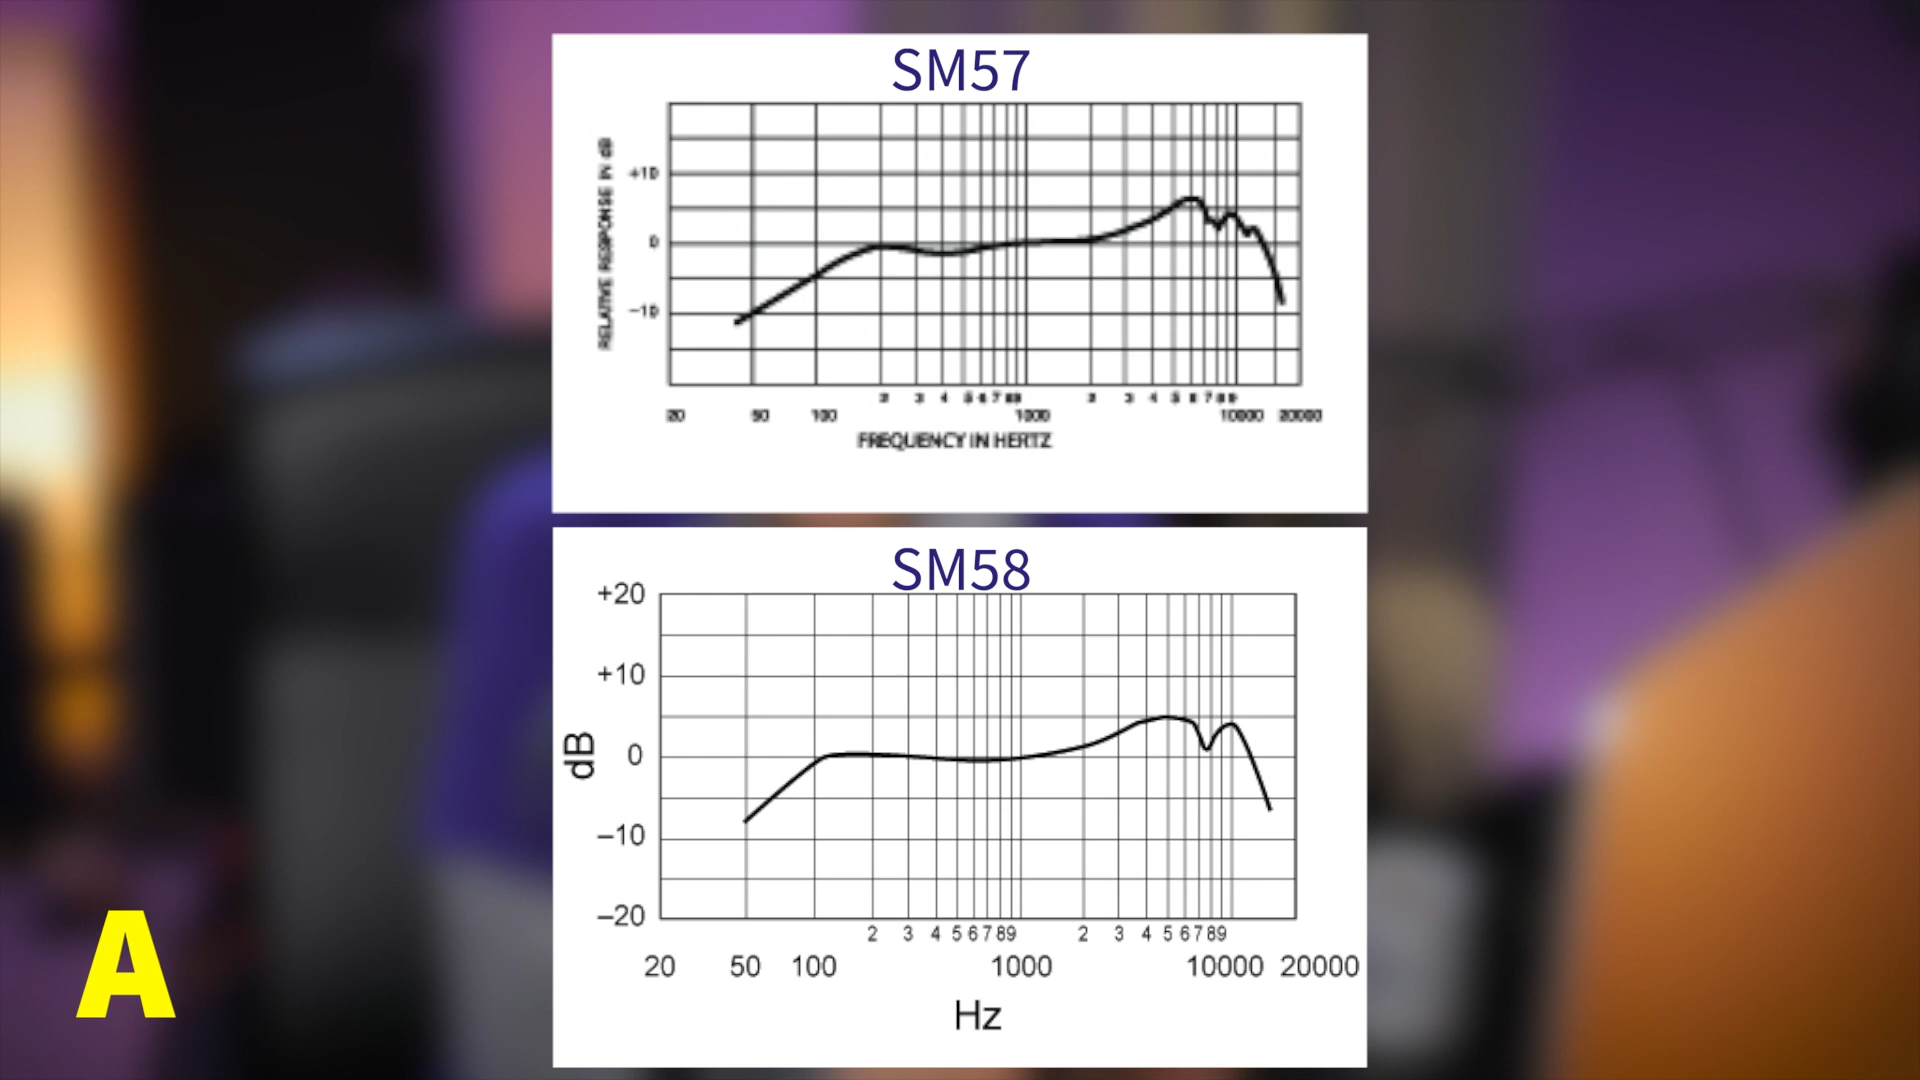 SM57
RELATIVE RESPONSE IN dB
+10
0
−10
2 3 4 5 6 7 8 9 2 3 4 5 6 7 8 9
20 50 100 1000 10000 20000
FREQUENCY IN HERTZ
SM58
+20
+10
0
−10
−20
dB
2 3 4 5 6 7 8 9 2 3 4 5 6 7 8 9
20 50 100 1000 10000 20000
Hz
A